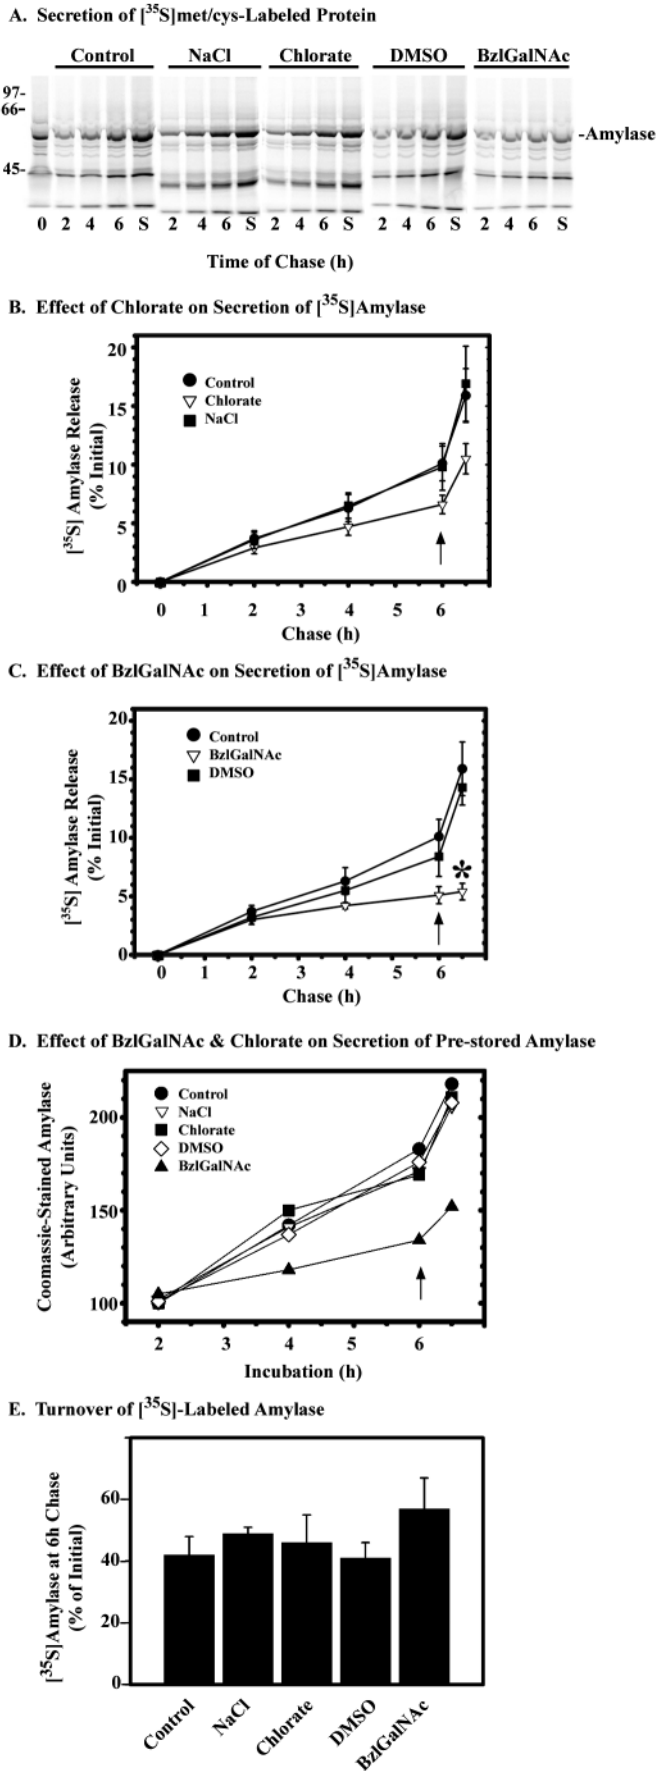 A. Secretion of [35S]met/cys-Labeled Protein
Control NaCl Chlorate DMSO BzlGalNAc
97-
66-
-Amylase
45-
0 2 4 6 S 2 4 6 S 2 4 6 S 2 4 6 S 2 4 6 S
Time of Chase (h)
B. Effect of Chlorate on Secretion of [35S]Amylase
[35S] Amylase Release
(% Initial)
20
15
10
5
0
Control
Chlorate
NaCl
0 1 2 3 4 5 6
Chase (h)
C. Effect of BzlGalNAc on Secretion of [35S]Amylase
[35S] Amylase Release
(% Initial)
20
15
10
5
0
Control
BzlGalNAc
DMSO
*
0 1 2 3 4 5 6
Chase (h)
D. Effect of BzlGalNAc & Chlorate on Secretion of Pre-stored Amylase
Coomassie-Stained Amylase
(Arbitrary Units)
200
150
100
Control
NaCl
Chlorate
DMSO
BzlGalNAc
2 3 4 5 6
Incubation (h)
E. Turnover of [35S]-Labeled Amylase
[35S]Amylase at 6h Chase
(% of Initial)
60
40
20
0
Control NaCl Chlorate DMSO BzlGalNAc